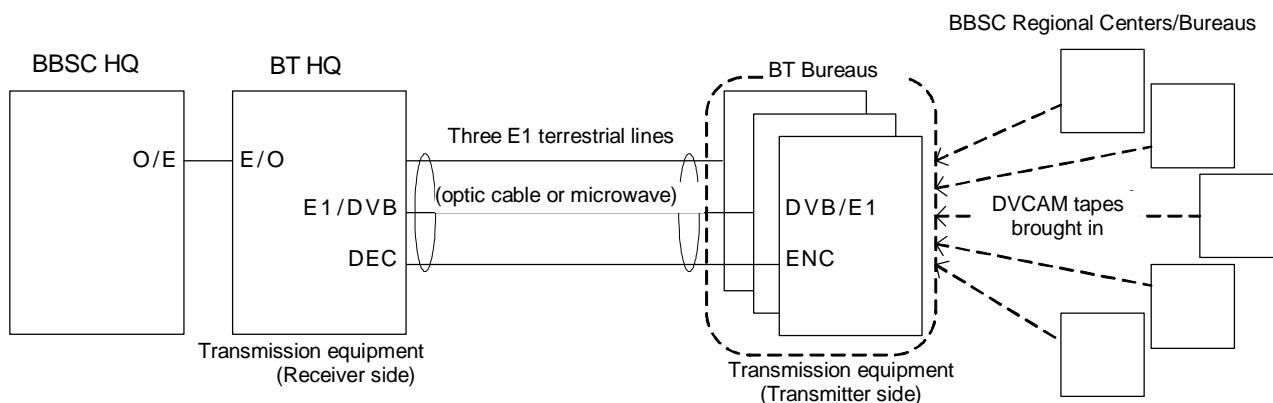 BBSC Regional Centers/Bureaus
BBSC HQ
BT HQ
BT Bureaus
Three E1 terrestrial lines
O/E
E/O
(optic cable or microwave)
E1/DVB
DVB/E1
DVCAM tapes
brought in
DEC
ENC
Transmission equipment
(Receiver side)
Transmission equipment
(Transmitter side)